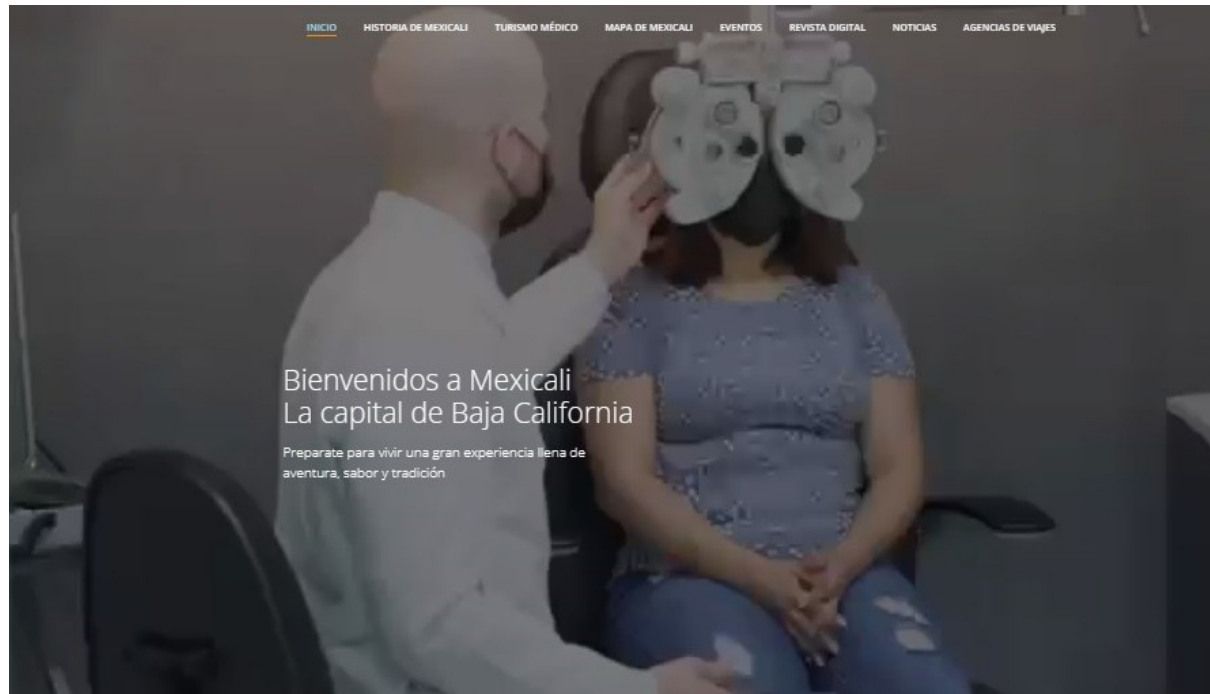 INICIO HISTORIA DE MEXICALI TURISMO MÉDICO MAPA DE MEXICALI EVENTOS REVISTA DIGITAL NOTICIAS AGENCIAS DE VIAJES
Bienvenidos a Mexicali
La capital de Baja California
Preparate para vivir una gran experiencia llena de
aventura, sabor y tradición